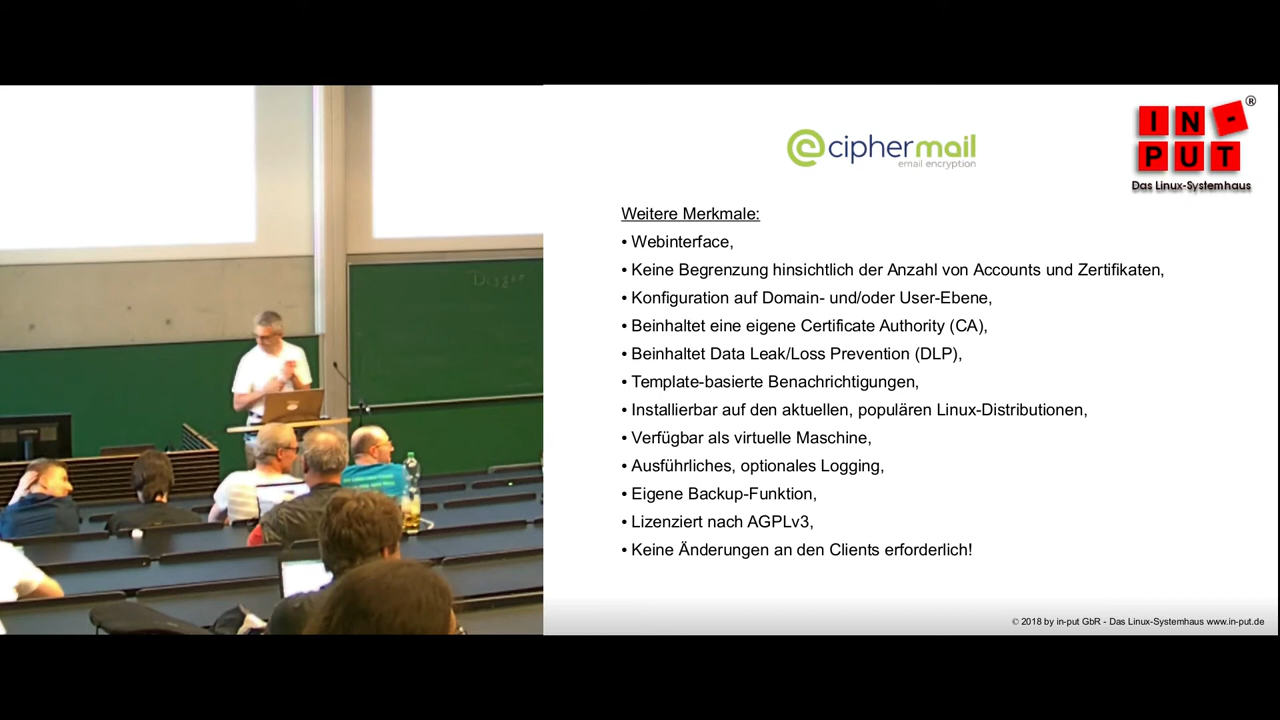 ciphermail
email encryption
IN-
PUT
®
Das Linux-Systemhaus
Weitere Merkmale:
• Webinterface,
• Keine Begrenzung hinsichtlich der Anzahl von Accounts und Zertifikaten,
• Konfiguration auf Domain- und/oder User-Ebene,
• Beinhaltet eine eigene Certificate Authority (CA),
• Beinhaltet Data Leak/Loss Prevention (DLP),
• Template-basierte Benachrichtigungen,
• Installierbar auf den aktuellen, populären Linux-Distributionen,
• Verfügbar als virtuelle Maschine,
• Ausführliches, optionales Logging,
• Eigene Backup-Funktion,
• Lizenziert nach AGPLv3,
• Keine Änderungen an den Clients erforderlich!
© 2018 by in-put GbR - Das Linux-Systemhaus www.in-put.de